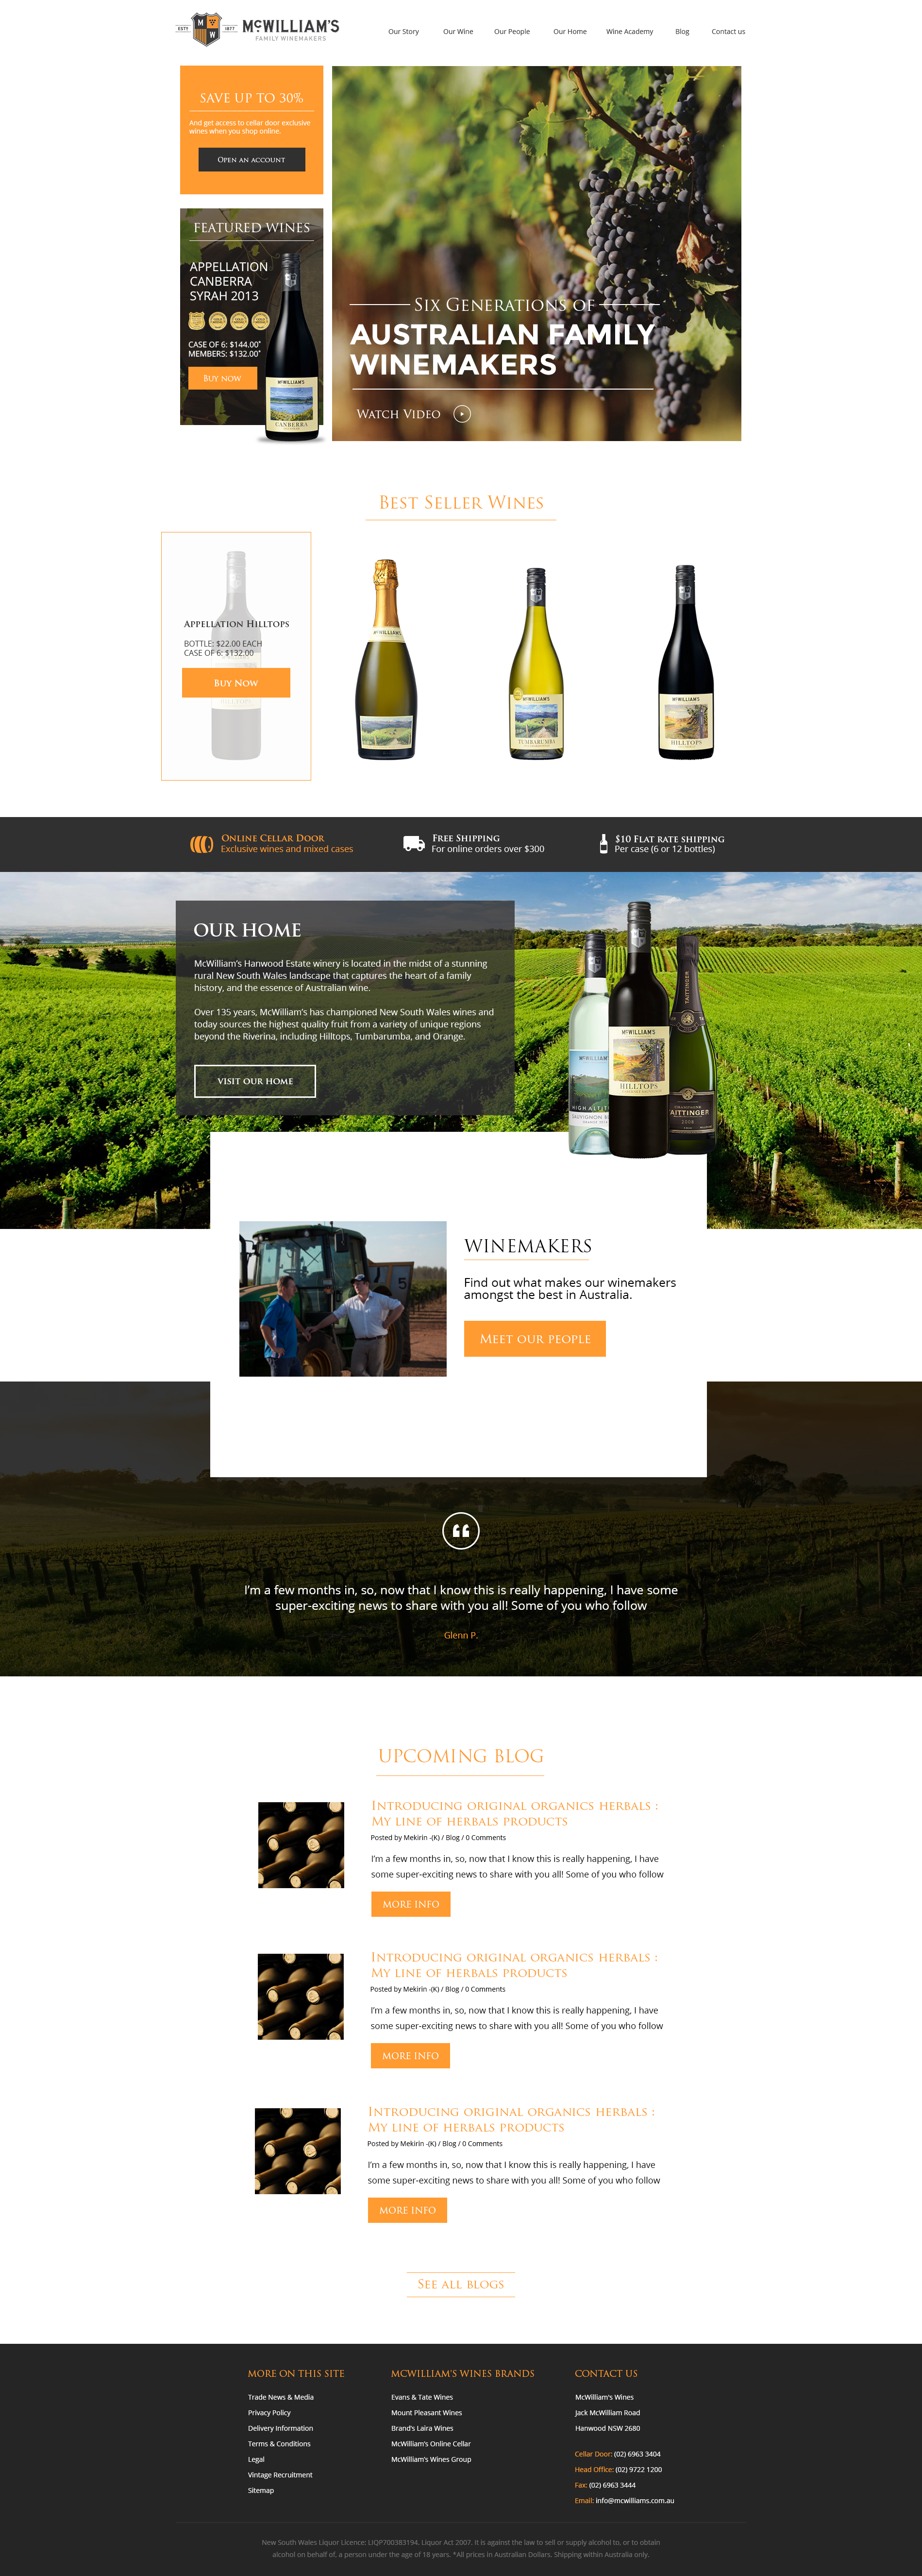 ESTD 1877
M W
McWILLIAM'S
FAMILY WINEMAKERS
Our Story
Our Wine
Our People
Our Home
Wine Academy
Blog
Contact us
SAVE UP TO 30%
And get access to cellar door exclusive
wines when you shop online.
OPEN AN ACCOUNT
FEATURED WINES
APPELLATION
CANBERRA
SYRAH 2013
CASE OF 6: $144.00*
MEMBERS: $132.00*
BUY NOW
McWILLIAM'S
CANBERRA
SIX GENERATIONS OF
AUSTRALIAN FAMILY
WINEMAKERS
WATCH VIDEO
BEST SELLER WINES
APPELLATION HILLTOPS
BOTTLE: $22.00 EACH
CASE OF 6: $132.00
BUY NOW
McWILLIAM'S
McWILLIAM'S
TUMBARUMBA
McWILLIAM'S
HILLTOPS
ONLINE CELLAR DOOR
Exclusive wines and mixed cases
FREE SHIPPING
For online orders over $300
$10 FLAT RATE SHIPPING
Per case (6 or 12 bottles)
OUR HOME
McWilliam's Hanwood Estate winery is located in the midst of a stunning
rural New South Wales landscape that captures the heart of a family
history, and the essence of Australian wine.
Over 135 years, McWilliam's has championed New South Wales wines and
today sources the highest quality fruit from a variety of unique regions
beyond the Riverina, including Hilltops, Tumbarumba, and Orange.
VISIT OUR HOME
McWILLIAM'S
HIGH ALTIT
SAUVIGNON B
McWILLIAM'S
HILLTOPS
TAITTINGER
TAITTINGER
2008
WINEMAKERS
Find out what makes our winemakers
amongst the best in Australia.
MEET OUR PEOPLE
I'm a few months in, so, now that I know this is really happening, I have some
super-exciting news to share with you all! Some of you who follow
Glenn P.
UPCOMING BLOG
INTRODUCING ORIGINAL ORGANICS HERBALS :
MY LINE OF HERBALS PRODUCTS
Posted by Mekirin -(K) / Blog / 0 Comments
I'm a few months in, so, now that I know this is really happening, I have
some super-exciting news to share with you all! Some of you who follow
MORE INFO
INTRODUCING ORIGINAL ORGANICS HERBALS :
MY LINE OF HERBALS PRODUCTS
Posted by Mekirin -(K) / Blog / 0 Comments
I'm a few months in, so, now that I know this is really happening, I have
some super-exciting news to share with you all! Some of you who follow
MORE INFO
INTRODUCING ORIGINAL ORGANICS HERBALS :
MY LINE OF HERBALS PRODUCTS
Posted by Mekirin -(K) / Blog / 0 Comments
I'm a few months in, so, now that I know this is really happening, I have
some super-exciting news to share with you all! Some of you who follow
MORE INFO
SEE ALL BLOGS
MORE ON THIS SITE
Trade News & Media
Privacy Policy
Delivery Information
Terms & Conditions
Legal
Vintage Recruitment
Sitemap
MCWILLIAM'S WINES BRANDS
Evans & Tate Wines
Mount Pleasant Wines
Brand's Laira Wines
McWilliam's Online Cellar
McWilliam's Wines Group
CONTACT US
McWilliam's Wines
Jack McWilliam Road
Hanwood NSW 2680
Cellar Door: (02) 6963 3404
Head Office: (02) 9722 1200
Fax: (02) 6963 3444
Email: info@mcwilliams.com.au
New South Wales Liquor Licence: LIQP700383194. Liquor Act 2007. It is against the law to sell or supply alcohol to, or to obtain
alcohol on behalf of, a person under the age of 18 years. *All prices in Australian Dollars. Shipping within Australia only.